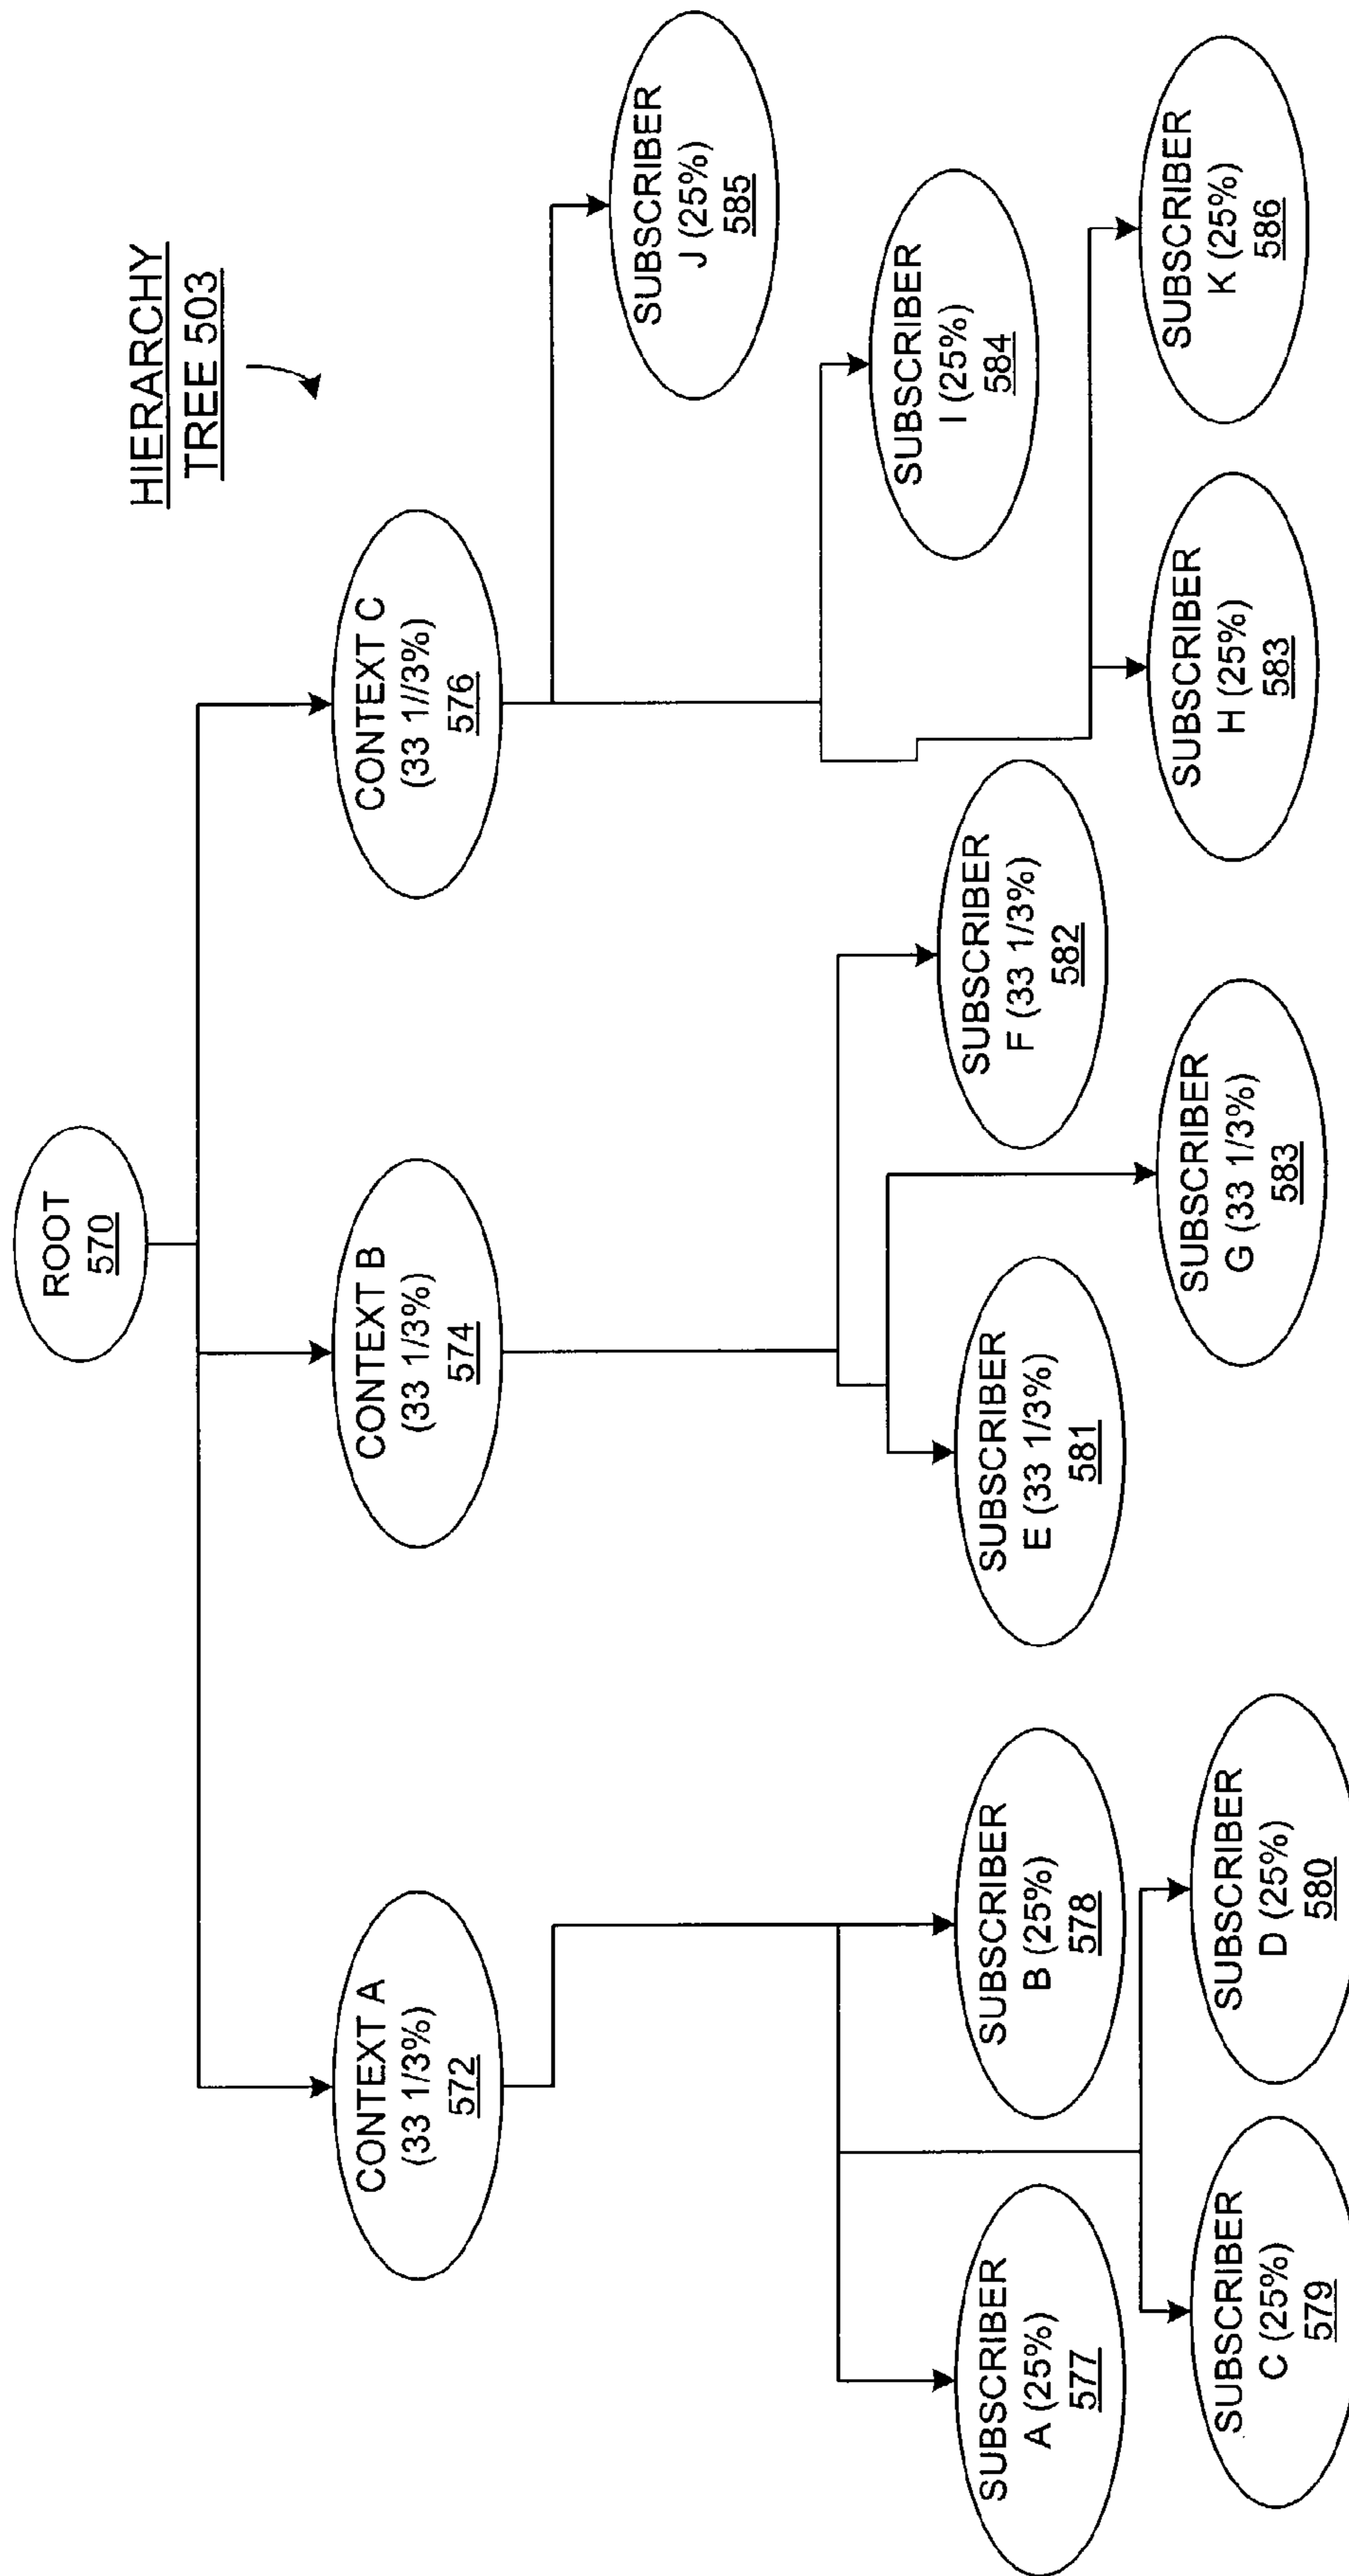 HIERARCHY
TREE 503
ROOT
570
CONTEXT A
(33 1/3%)
572
CONTEXT B
(33 1/3%)
574
CONTEXT C
(33 1//3%)
576
SUBSCRIBER
A (25%)
577
SUBSCRIBER
B (25%)
578
SUBSCRIBER
C (25%)
579
SUBSCRIBER
D (25%)
580
SUBSCRIBER
E (33 1/3%)
581
SUBSCRIBER
F (33 1/3%)
582
SUBSCRIBER
G (33 1/3%)
583
SUBSCRIBER
J (25%)
585
SUBSCRIBER
I (25%)
584
SUBSCRIBER
H (25%)
583
SUBSCRIBER
K (25%)
586